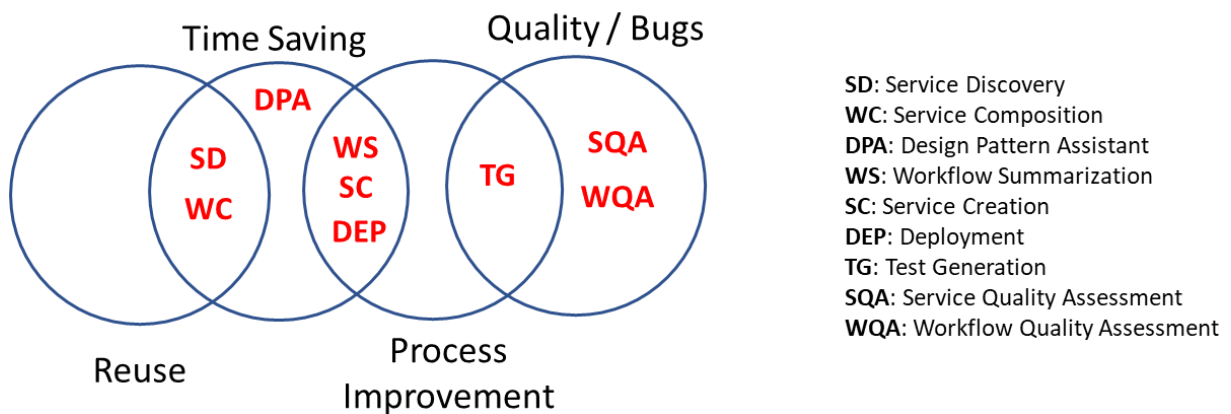 Time Saving
Quality / Bugs
DPA
SD
WC
WS
SC
DEP
TG
SQA
WQA
Reuse
Process
Improvement
SD: Service Discovery
WC: Service Composition
DPA: Design Pattern Assistant
WS: Workflow Summarization
SC: Service Creation
DEP: Deployment
TG: Test Generation
SQA: Service Quality Assessment
WQA: Workflow Quality Assessment